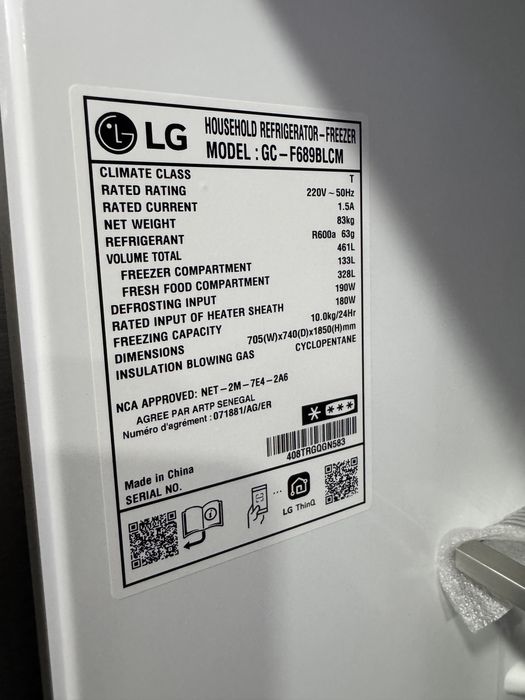 LG HOUSEHOLD REFRIGERATOR-FREEZER
MODEL : GC-F689BLCM
CLIMATE CLASS T
RATED RATING 220V ~ 50Hz
RATED CURRENT 1.5A
NET WEIGHT 83kg
REFRIGERANT R600a 63g
VOLUME TOTAL 461L
FREEZER COMPARTMENT 133L
FRESH FOOD COMPARTMENT 328L
DEFROSTING INPUT 190W
RATED INPUT OF HEATER SHEATH 180W
FREEZING CAPACITY 10.0kg/24Hr
DIMENSIONS 705(W)x740(D)x1850(H)mm
INSULATION BLOWING GAS CYCLOPENTANE
NCA APPROVED: NET-2M-7E4-2A6
AGREE PAR ARTP SENEGAL
Numéro d'agrément : 071881/AG/ER
408TRGQGN583
Made in China
SERIAL NO.
LG ThinQ